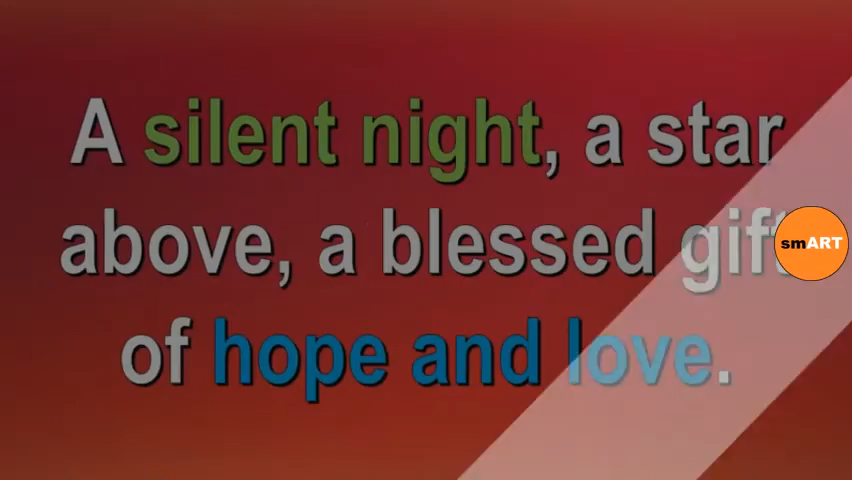 A silent night, a star
above, a blessed gift
of hope and love.
smART